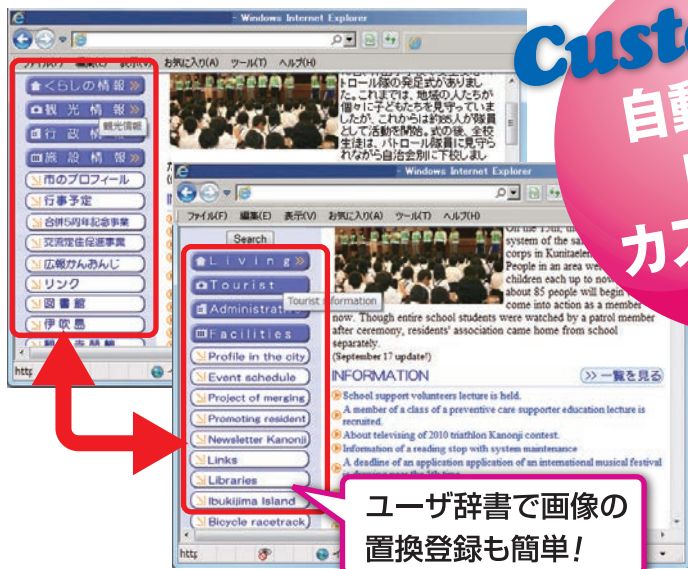 - Windows Internet Explorer
お気に入り(A) ツール(T) ヘルプ(H)
くらしの情報
観光情報
行政情
観光情報
施設情報
市のプロフィール
行事予定
合併5周年記念事業
交流定住促進事業
広報かんおんじ
リンク
図書館
伊吹島
トロール隊の発足式がありまし
た。これまでは、地域の人たちが
個々に子どもたちを見守っていま
したが、これからは約85人が隊員
として活動を開始。式の後、全校
生徒は、パトロール隊員に見守ら
れながら自治会別に下校しまし
http
Custo
自動
カス
- Windows Internet Explorer
ファイル(F) 編集(E) 表示(V) お気に入り(A) ツール(T) ヘルプ(H)
Search
Living
Tourist
Tourist Information
Administrative
Facilities
Profile in the city
Event schedule
Project of merging
Promoting resident
Newsletter Kanonji
Links
Libraries
Ibukijima Island
Bicycle racetrack
system of the sa
corps in Kunitaelen
People in an area we
children each up to now
about 85 people will begin
come into action as a member
now. Though entire school students were watched by a patrol member
after ceremony, residents' association came home from school
separately.
(September 17 update!)
INFORMATION
>> 一覧を見る
School support volunteers lecture is held.
A member of a class of a preventive care supporter education lecture is
recruited.
About televising of 2010 triathlon Kanonji contest.
Information of a reading stop with system maintenance
A deadline of an application application of an international musical festival
http
ユーザ辞書で画像の
置換登録も簡単!